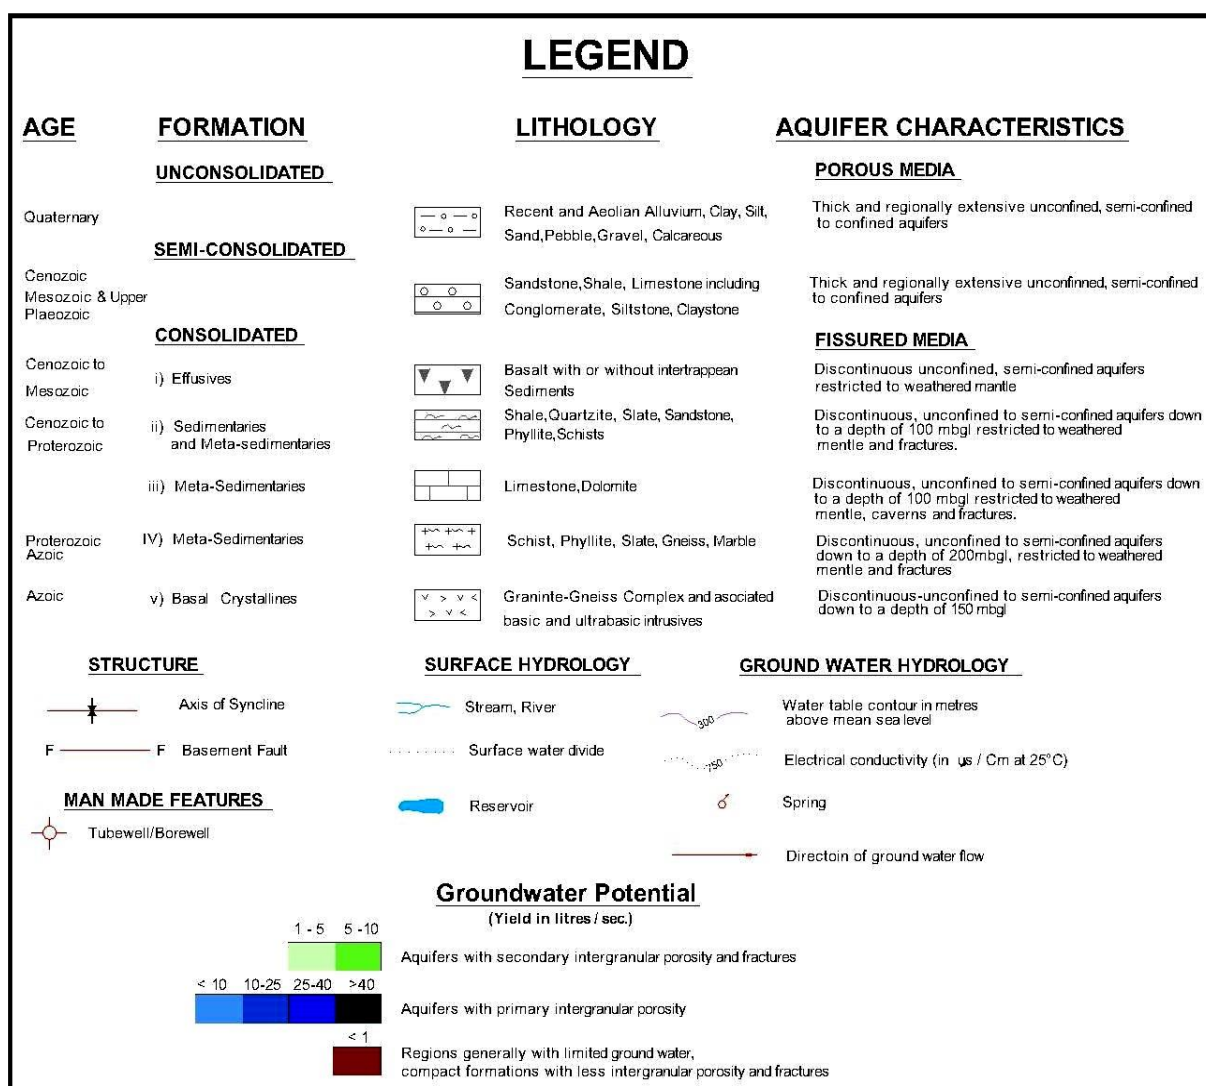 LEGEND
AGE FORMATION LITHOLOGY AQUIFER CHARACTERISTICS
UNCONSOLIDATED POROUS MEDIA
Quaternary
Recent and Aeolian Alluvium, Clay, Silt,
Sand,Pebble,Gravel, Calcareous
Thick and regionally extensive unconfined, semi-confined
to confined aquifers
SEMI-CONSOLIDATED
Cenozoic
Mesozoic & Upper
Plaeozoic
Sandstone,Shale, Limestone including
Conglomerate, Siltstone, Claystone
Thick and regionally extensive unconfinned, semi-confined
to confined aquifers
CONSOLIDATED FISSURED MEDIA
Cenozoic to
Mesozoic
i) Effusives
Basalt with or without intertrappean
Sediments
Discontinuous unconfined, semi-confined aquifers
restricted to weathered mantle
Cenozoic to
Proterozoic
ii) Sedimentaries
and Meta-sedimentaries
Shale,Quartzite, Slate, Sandstone,
Phyllite,Schists
Discontinuous, unconfined to semi-confined aquifers down
to a depth of 100 mbgl restricted to weathered
mentle and fractures.
iii) Meta-Sedimentaries
Limestone,Dolomite
Discontinuous, unconfined to semi-confined aquifers down
to a depth of 100 mbgl restricted to weathered
mentle, caverns and fractures.
Proterozoic
Azoic
IV) Meta-Sedimentaries
Schist, Phyllite, Slate, Gneiss, Marble
Discontinuous, unconfined to semi-confined aquifers
down to a depth of 200mbgl, restricted to weathered
mentle and fractures
Azoic
v) Basal Crystallines
Graninte-Gneiss Complex and asociated
basic and ultrabasic intrusives
Discontinuous-unconfined to semi-confined aquifers
down to a depth of 150 mbgl
STRUCTURE
Axis of Syncline
F F Basement Fault
MAN MADE FEATURES
Tubewell/Borewell
SURFACE HYDROLOGY
Stream, River
Surface water divide
Reservoir
GROUND WATER HYDROLOGY
300
Water table contour in metres
above mean sea level
750 Electrical conductivity (in µs / Cm at 25°C)
Spring
Directoin of ground water flow
Groundwater Potential
(Yield in litres / sec.)
1 - 5 5 -10
Aquifers with secondary intergranular porosity and fractures
< 10 10-25 25-40 >40
Aquifers with primary intergranular porosity
< 1
Regions generally with limited ground water,
compact formations with less intergranular porosity and fractures